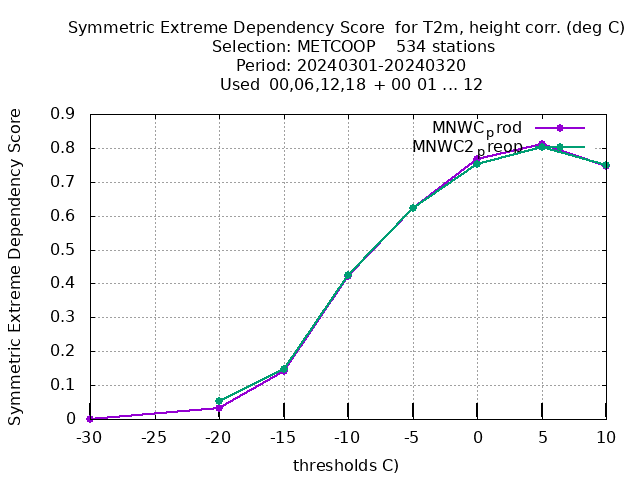 Symmetric Extreme Dependency Score  for T2m, height corr. (deg C)
Selection: METCOOP    534 stations
Period: 20240301-20240320
Used  00,06,12,18  + 00 01 ... 12
Symmetric Extreme Dependency Score
0.9
0.8
0.7
0.6
0.5
0.4
0.3
0.2
0.1
0
MNWCprod
MNWC2preop
-30 -25 -20 -15 -10 -5 0 5 10
thresholds C)